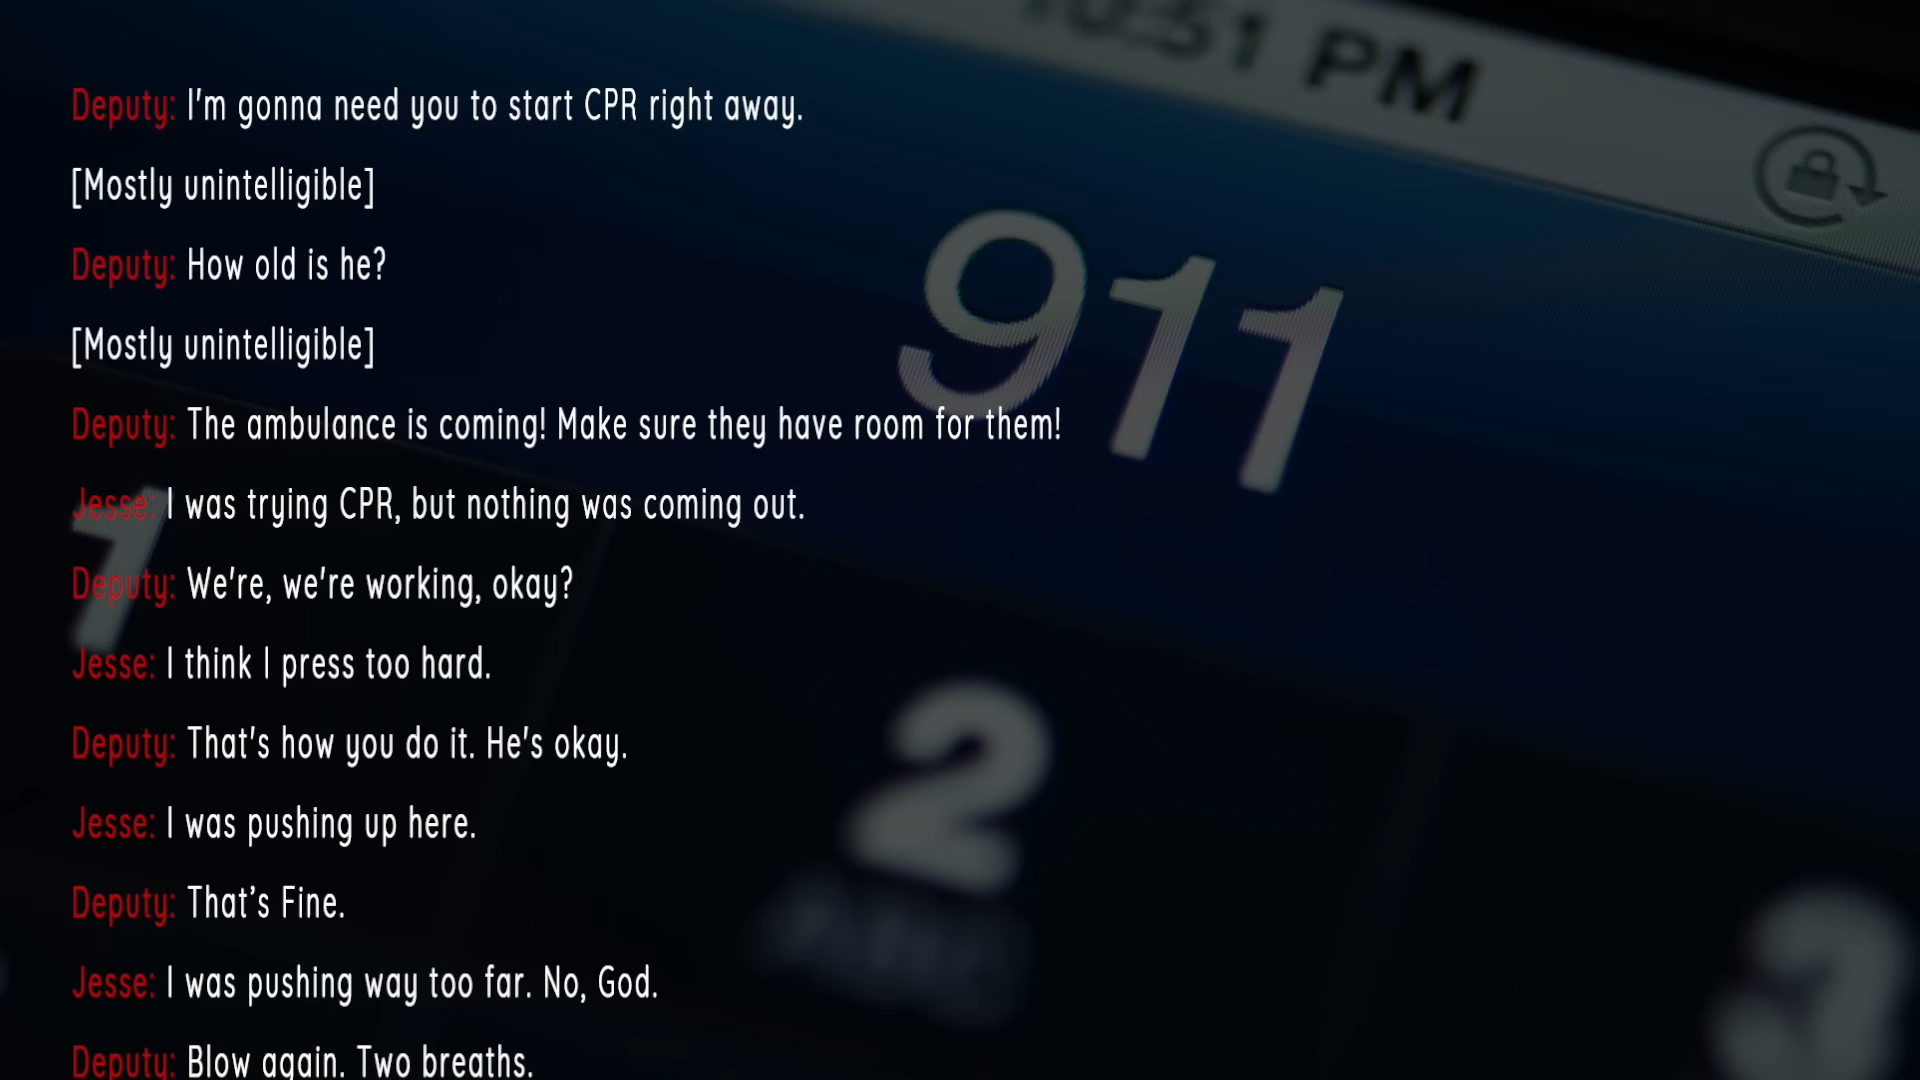 10:51 PM
911
Deputy: I'm gonna need you to start CPR right away.
[Mostly unintelligible]
Deputy: How old is he?
[Mostly unintelligible]
Deputy: The ambulance is coming! Make sure they have room for them!
Jesse: I was trying CPR, but nothing was coming out.
Deputy: We're, we're working, okay?
Jesse: I think I press too hard.
Deputy: That's how you do it. He's okay.
Jesse: I was pushing up here.
Deputy: That's Fine.
Jesse: I was pushing way too far. No, God.
Deputy: Blow again. Two breaths.
1
2
3